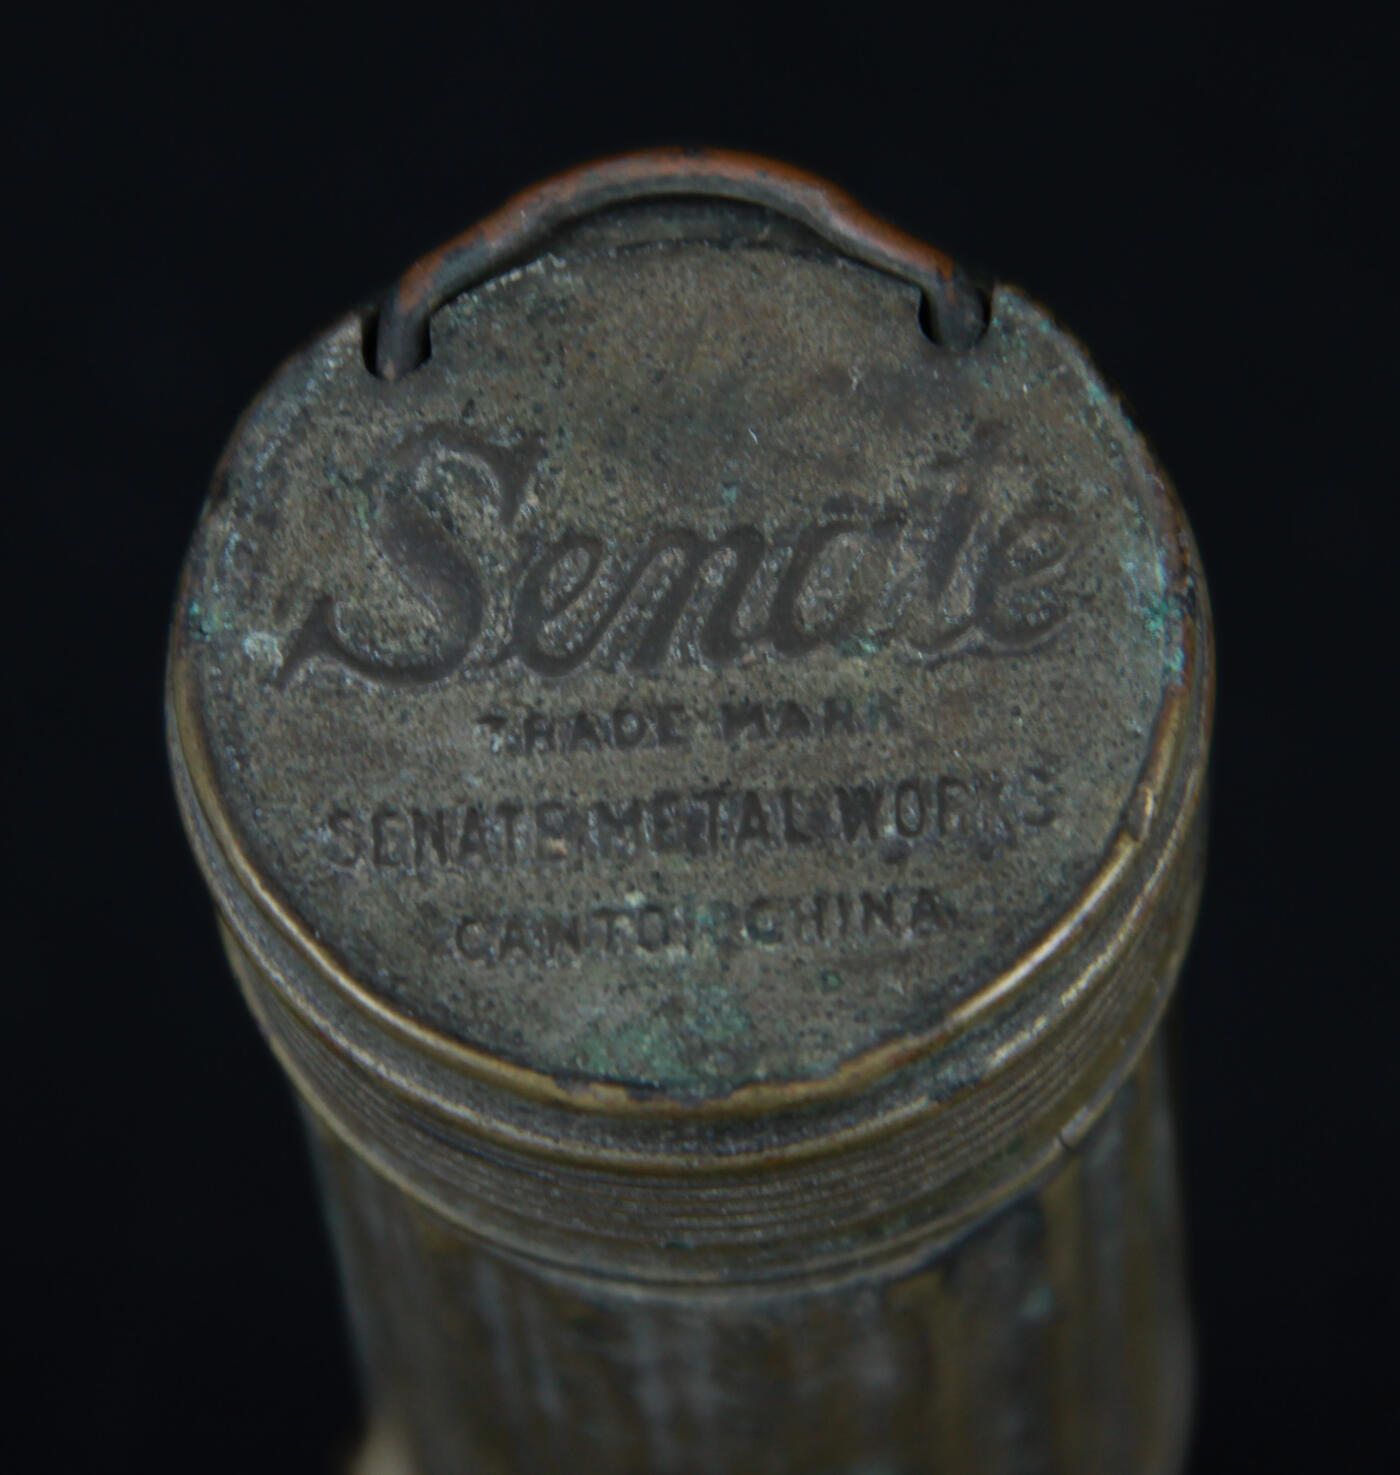 Senate
TRADE MARK
SENATE METAL WORKS
CANTON CHINA